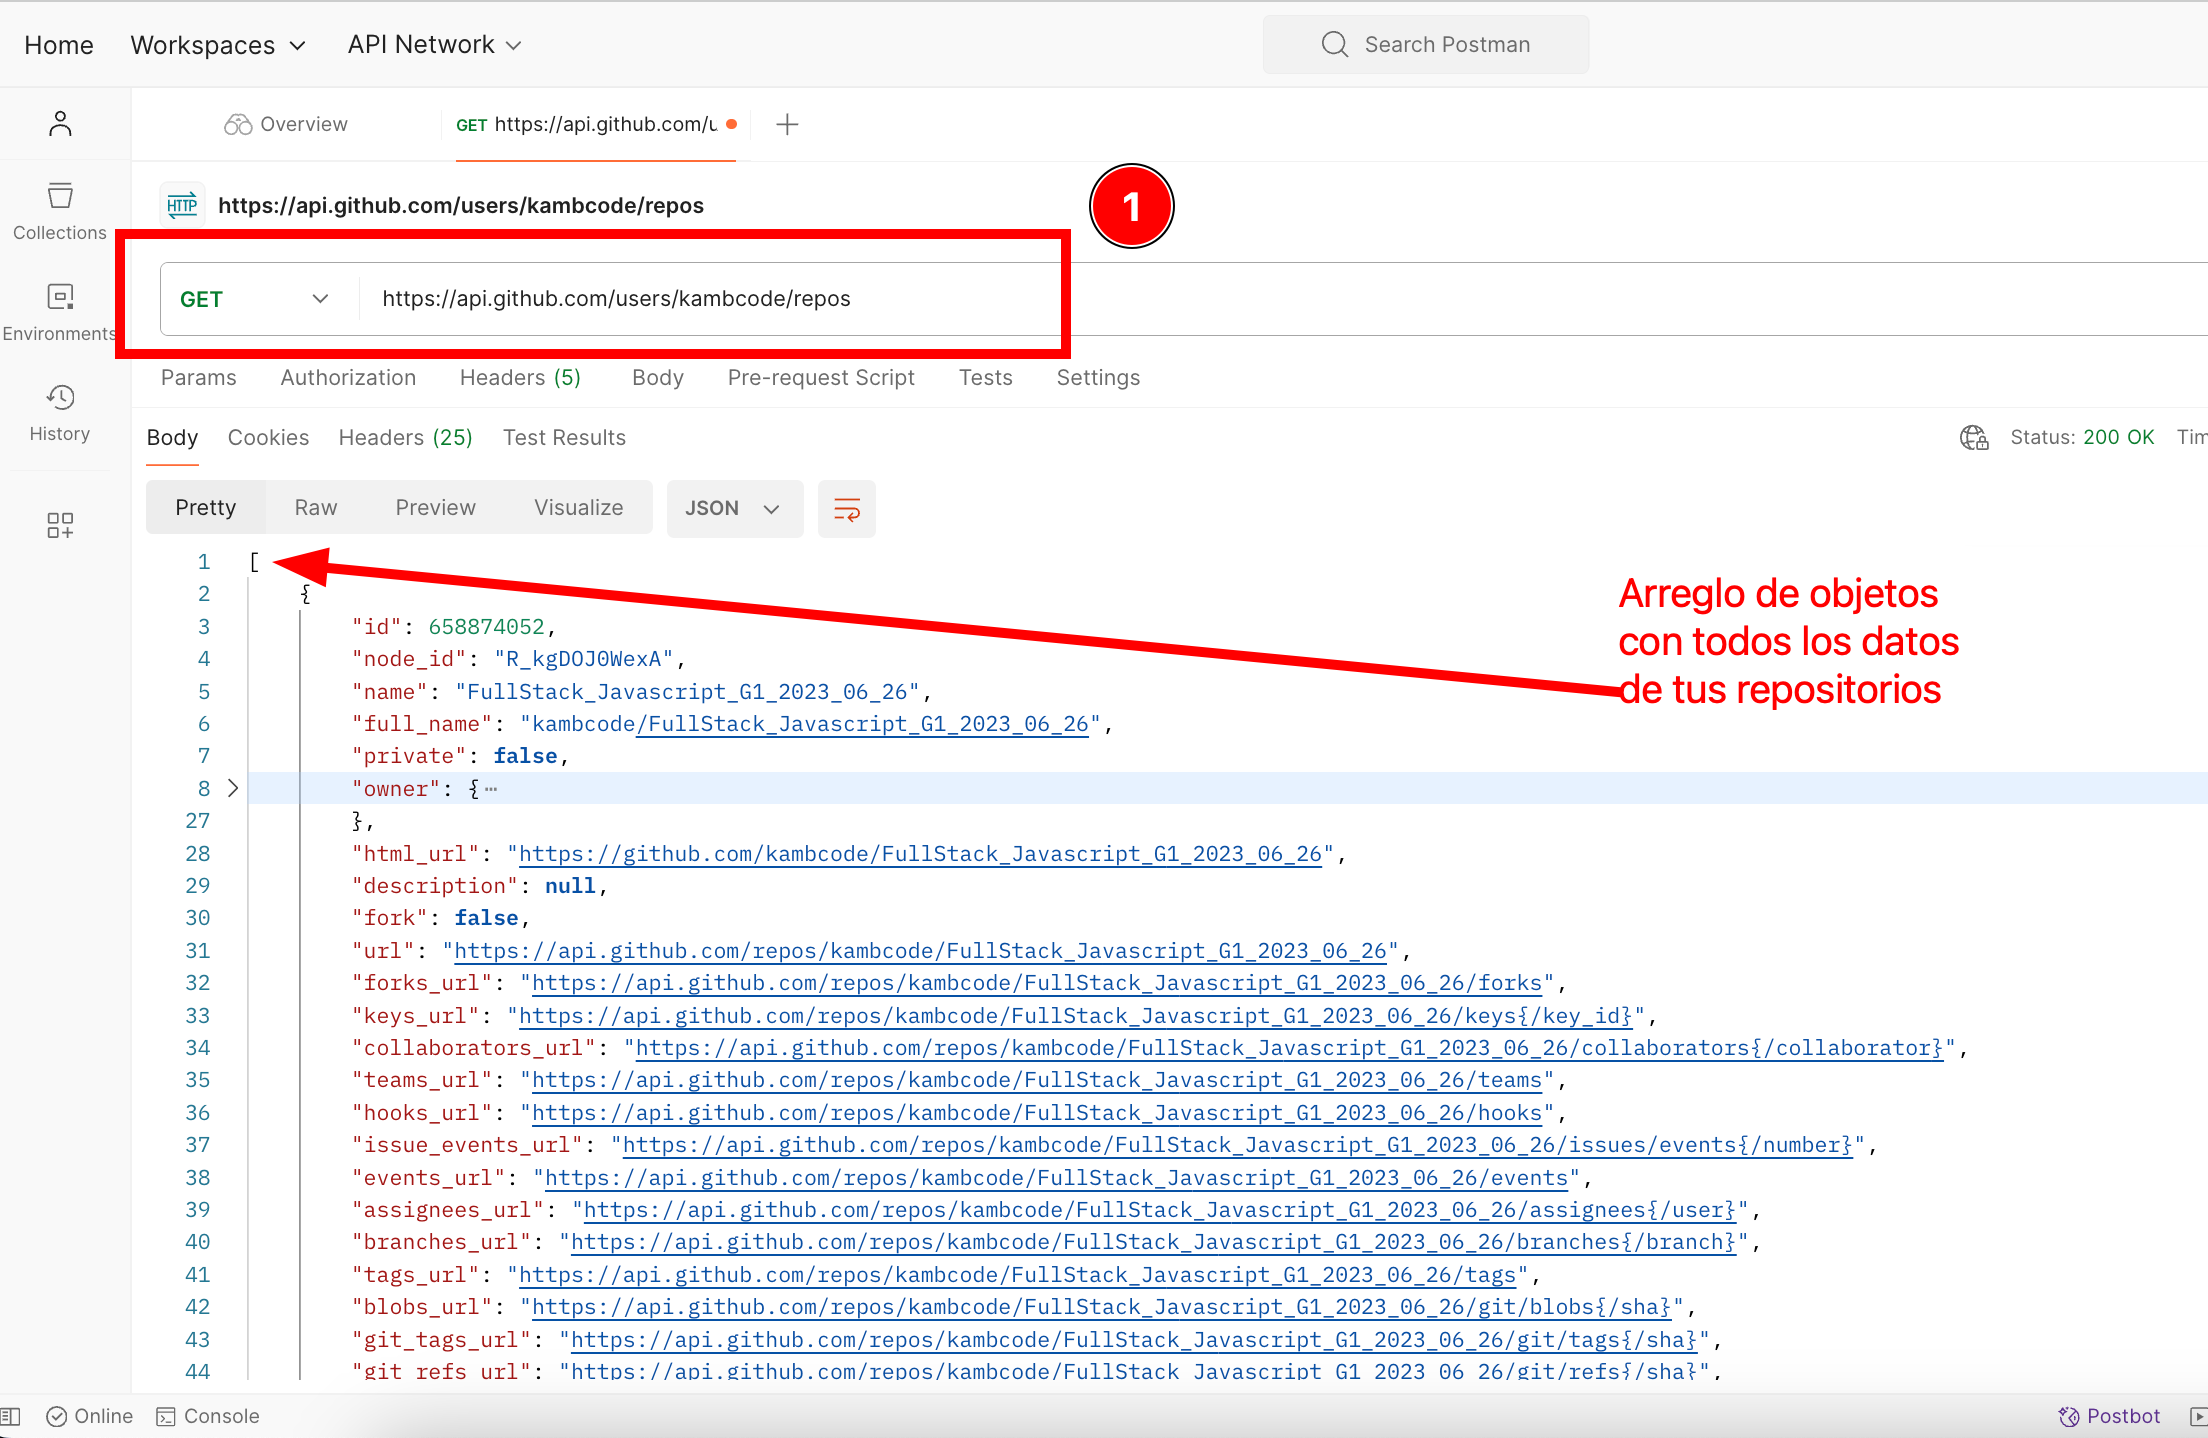 Home Workspaces API Network Search Postman
Overview GET https://api.github.com/u
HTTP https://api.github.com/users/kambcode/repos
1
Collections
GET https://api.github.com/users/kambcode/repos
Environments
Params Authorization Headers (5) Body Pre-request Script Tests Settings
History
Body Cookies Headers (25) Test Results Status: 200 OK Tim
Pretty Raw Preview Visualize JSON
1 [
2 {
3 "id": 658874052,
4 "node_id": "R_kgDOJ0WexA",
5 "name": "FullStack_Javascript_G1_2023_06_26",
6 "full_name": "kambcode/FullStack_Javascript_G1_2023_06_26",
7 "private": false,
8 "owner": {⋯
27 },
28 "html_url": "https://github.com/kambcode/FullStack_Javascript_G1_2023_06_26",
29 "description": null,
30 "fork": false,
31 "url": "https://api.github.com/repos/kambcode/FullStack_Javascript_G1_2023_06_26",
32 "forks_url": "https://api.github.com/repos/kambcode/FullStack_Javascript_G1_2023_06_26/forks",
33 "keys_url": "https://api.github.com/repos/kambcode/FullStack_Javascript_G1_2023_06_26/keys{/key_id}",
34 "collaborators_url": "https://api.github.com/repos/kambcode/FullStack_Javascript_G1_2023_06_26/collaborators{/collaborator}",
35 "teams_url": "https://api.github.com/repos/kambcode/FullStack_Javascript_G1_2023_06_26/teams",
36 "hooks_url": "https://api.github.com/repos/kambcode/FullStack_Javascript_G1_2023_06_26/hooks",
37 "issue_events_url": "https://api.github.com/repos/kambcode/FullStack_Javascript_G1_2023_06_26/issues/events{/number}",
38 "events_url": "https://api.github.com/repos/kambcode/FullStack_Javascript_G1_2023_06_26/events",
39 "assignees_url": "https://api.github.com/repos/kambcode/FullStack_Javascript_G1_2023_06_26/assignees{/user}",
40 "branches_url": "https://api.github.com/repos/kambcode/FullStack_Javascript_G1_2023_06_26/branches{/branch}",
41 "tags_url": "https://api.github.com/repos/kambcode/FullStack_Javascript_G1_2023_06_26/tags",
42 "blobs_url": "https://api.github.com/repos/kambcode/FullStack_Javascript_G1_2023_06_26/git/blobs{/sha}",
43 "git_tags_url": "https://api.github.com/repos/kambcode/FullStack_Javascript_G1_2023_06_26/git/tags{/sha}",
44 "git_refs_url": "https://api.github.com/repos/kambcode/FullStack_Javascript_G1_2023_06_26/git/refs{/sha}",
Arreglo de objetos
con todos los datos
de tus repositorios
Online Console Postbot